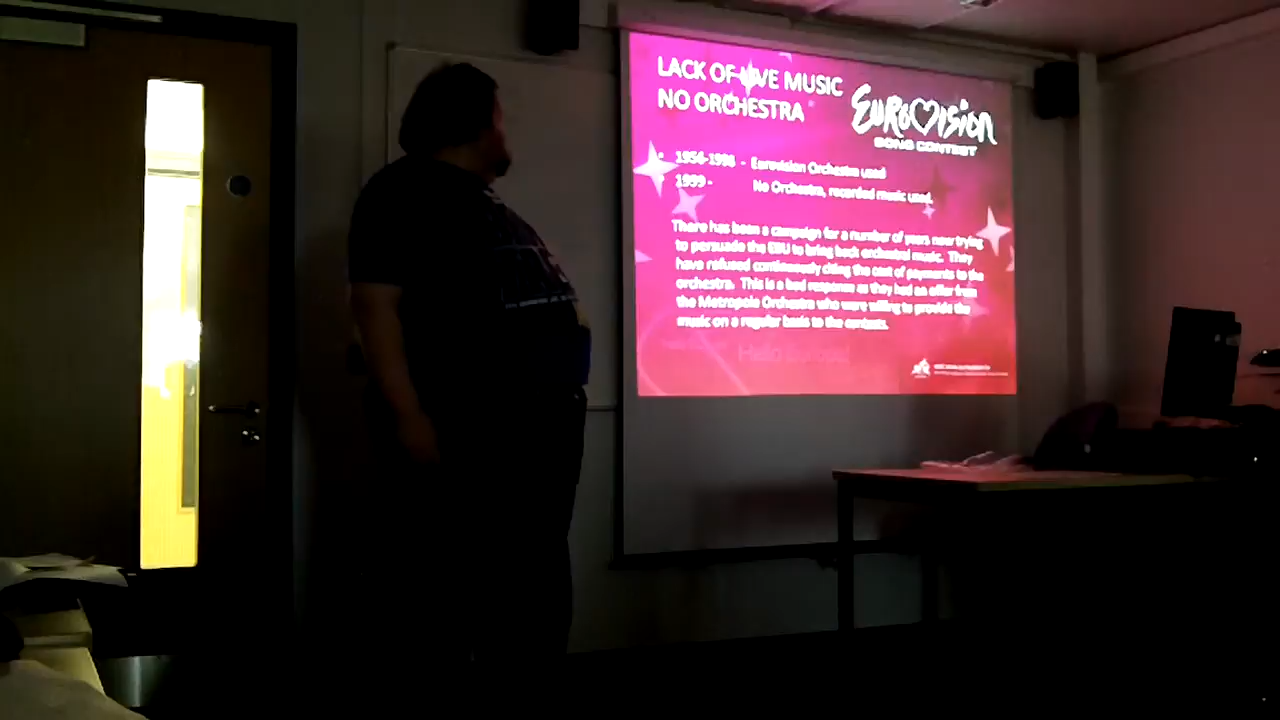 LACK OF LIVE MUSIC
NO ORCHESTRA
EUROVISION
SONG CONTEST
1956-1998 - Eurovision Orchestra used
1999 - No Orchestra, recorded music used.
There has been a campaign for a number of years now trying
to persuade the EBU to bring back orchestral music. They
have refused continuously citing the cost of payments to the
orchestra. This is a bad response as they had an offer from
the Metropole Orchestra who were willing to provide the
music on a regular basis to the contests.